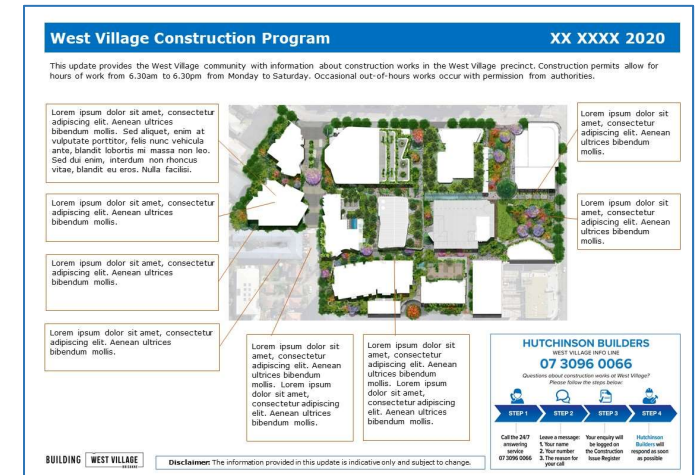 West Village Construction Program XX XXXX 2020
This update provides the West Village community with information about construction works in the West Village precinct. Construction permits allow for
hours of work from 6.30am to 6.30pm from Monday to Saturday. Occasional out-of-hours works occur with permission from authorities.
Lorem ipsum dolor sit amet, consectetur
adipiscing elit. Aenean ultrices
bibendum mollis. Sed aliquet, enim at
vulputate porttitor, felis nunc vehicula
ante, blandit lobortis mi massa non leo.
Sed dui enim, interdum non rhoncus
vitae, blandit eu eros. Nulla facilisi.
Lorem ipsum dolor sit amet, consectetur
adipiscing elit. Aenean ultrices
bibendum mollis.
Lorem ipsum dolor sit amet, consectetur
adipiscing elit. Aenean ultrices
bibendum mollis.
Lorem ipsum dolor sit amet, consectetur
adipiscing elit. Aenean ultrices
bibendum mollis.
Lorem ipsum dolor sit
amet, consectetur
adipiscing elit. Aenean
ultrices bibendum
mollis. Lorem ipsum
dolor sit amet,
consectetur adipiscing
elit. Aenean ultrices
bibendum mollis.
Lorem ipsum dolor sit
amet, consectetur
adipiscing elit. Aenean
ultrices bibendum
mollis. Lorem ipsum
dolor sit amet,
consectetur adipiscing
elit. Aenean ultrices
bibendum mollis.
Lorem ipsum dolor sit
amet, consectetur
adipiscing elit. Aenean
ultrices bibendum
mollis.
Lorem ipsum dolor sit
amet, consectetur
adipiscing elit. Aenean
ultrices bibendum
mollis.
HUTCHINSON BUILDERS
WEST VILLAGE INFO LINE
07 3096 0066
Questions about construction works at West Village?
Please follow the steps below:
STEP 1
Call the 24/7
answering
service
07 3096 0066
STEP 2
Leave a message:
1. Your name
2. Your number
3. The reason for
your call
STEP 3
Your enquiry will
be logged on
the Construction
Issue Register
STEP 4
Hutchinson
Builders will
respond as soon
as possible
BUILDING WEST VILLAGE
Disclaimer: The information provided in this update is indicative only and subject to change.